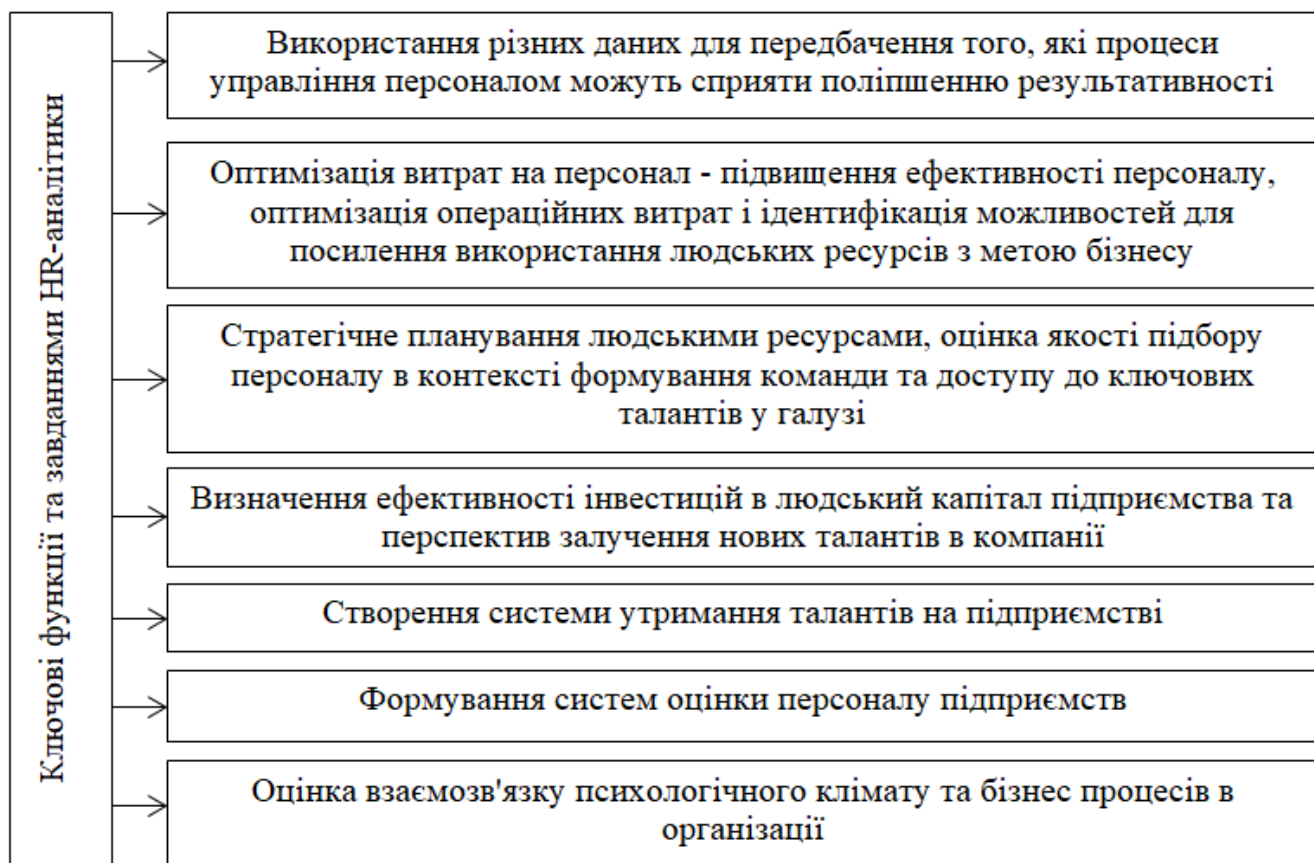 Ключові функції та завданнями HR-аналітики
Використання різних даних для передбачення того, які процеси
управління персоналом можуть сприяти поліпшенню результативності
Оптимізація витрат на персонал - підвищення ефективності персоналу,
оптимізація операційних витрат і ідентифікація можливостей для
посилення використання людських ресурсів з метою бізнесу
Стратегічне планування людськими ресурсами, оцінка якості підбору
персоналу в контексті формування команди та доступу до ключових
талантів у галузі
Визначення ефективності інвестицій в людський капітал підприємства та
перспектив залучення нових талантів в компанії
Створення системи утримання талантів на підприємстві
Формування систем оцінки персоналу підприємств
Оцінка взаємозв'язку психологічного клімату та бізнес процесів в
організації